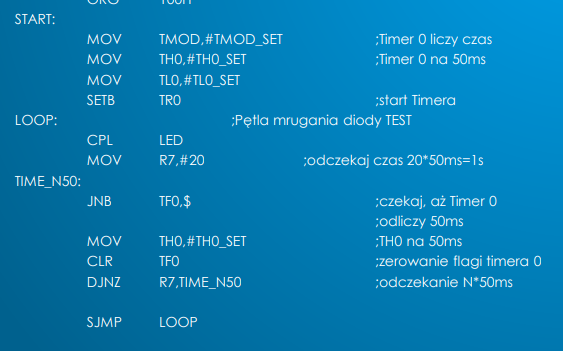 ORG 100H
START:
MOV TMOD,#TMOD_SET ;Timer 0 liczy czas
MOV TH0,#TH0_SET ;Timer 0 na 50ms
MOV TL0,#TL0_SET
SETB TR0 ;start Timera
LOOP: ;Pętla mrugania diody TEST
CPL LED
MOV R7,#20 ;odczekaj czas 20*50ms=1s
TIME_N50:
JNB TF0,$ ;czekaj, aż Timer 0
;odliczy 50ms
MOV TH0,#TH0_SET ;TH0 na 50ms
CLR TF0 ;zerowanie flagi timera 0
DJNZ R7,TIME_N50 ;odczekanie N*50ms
SJMP LOOP